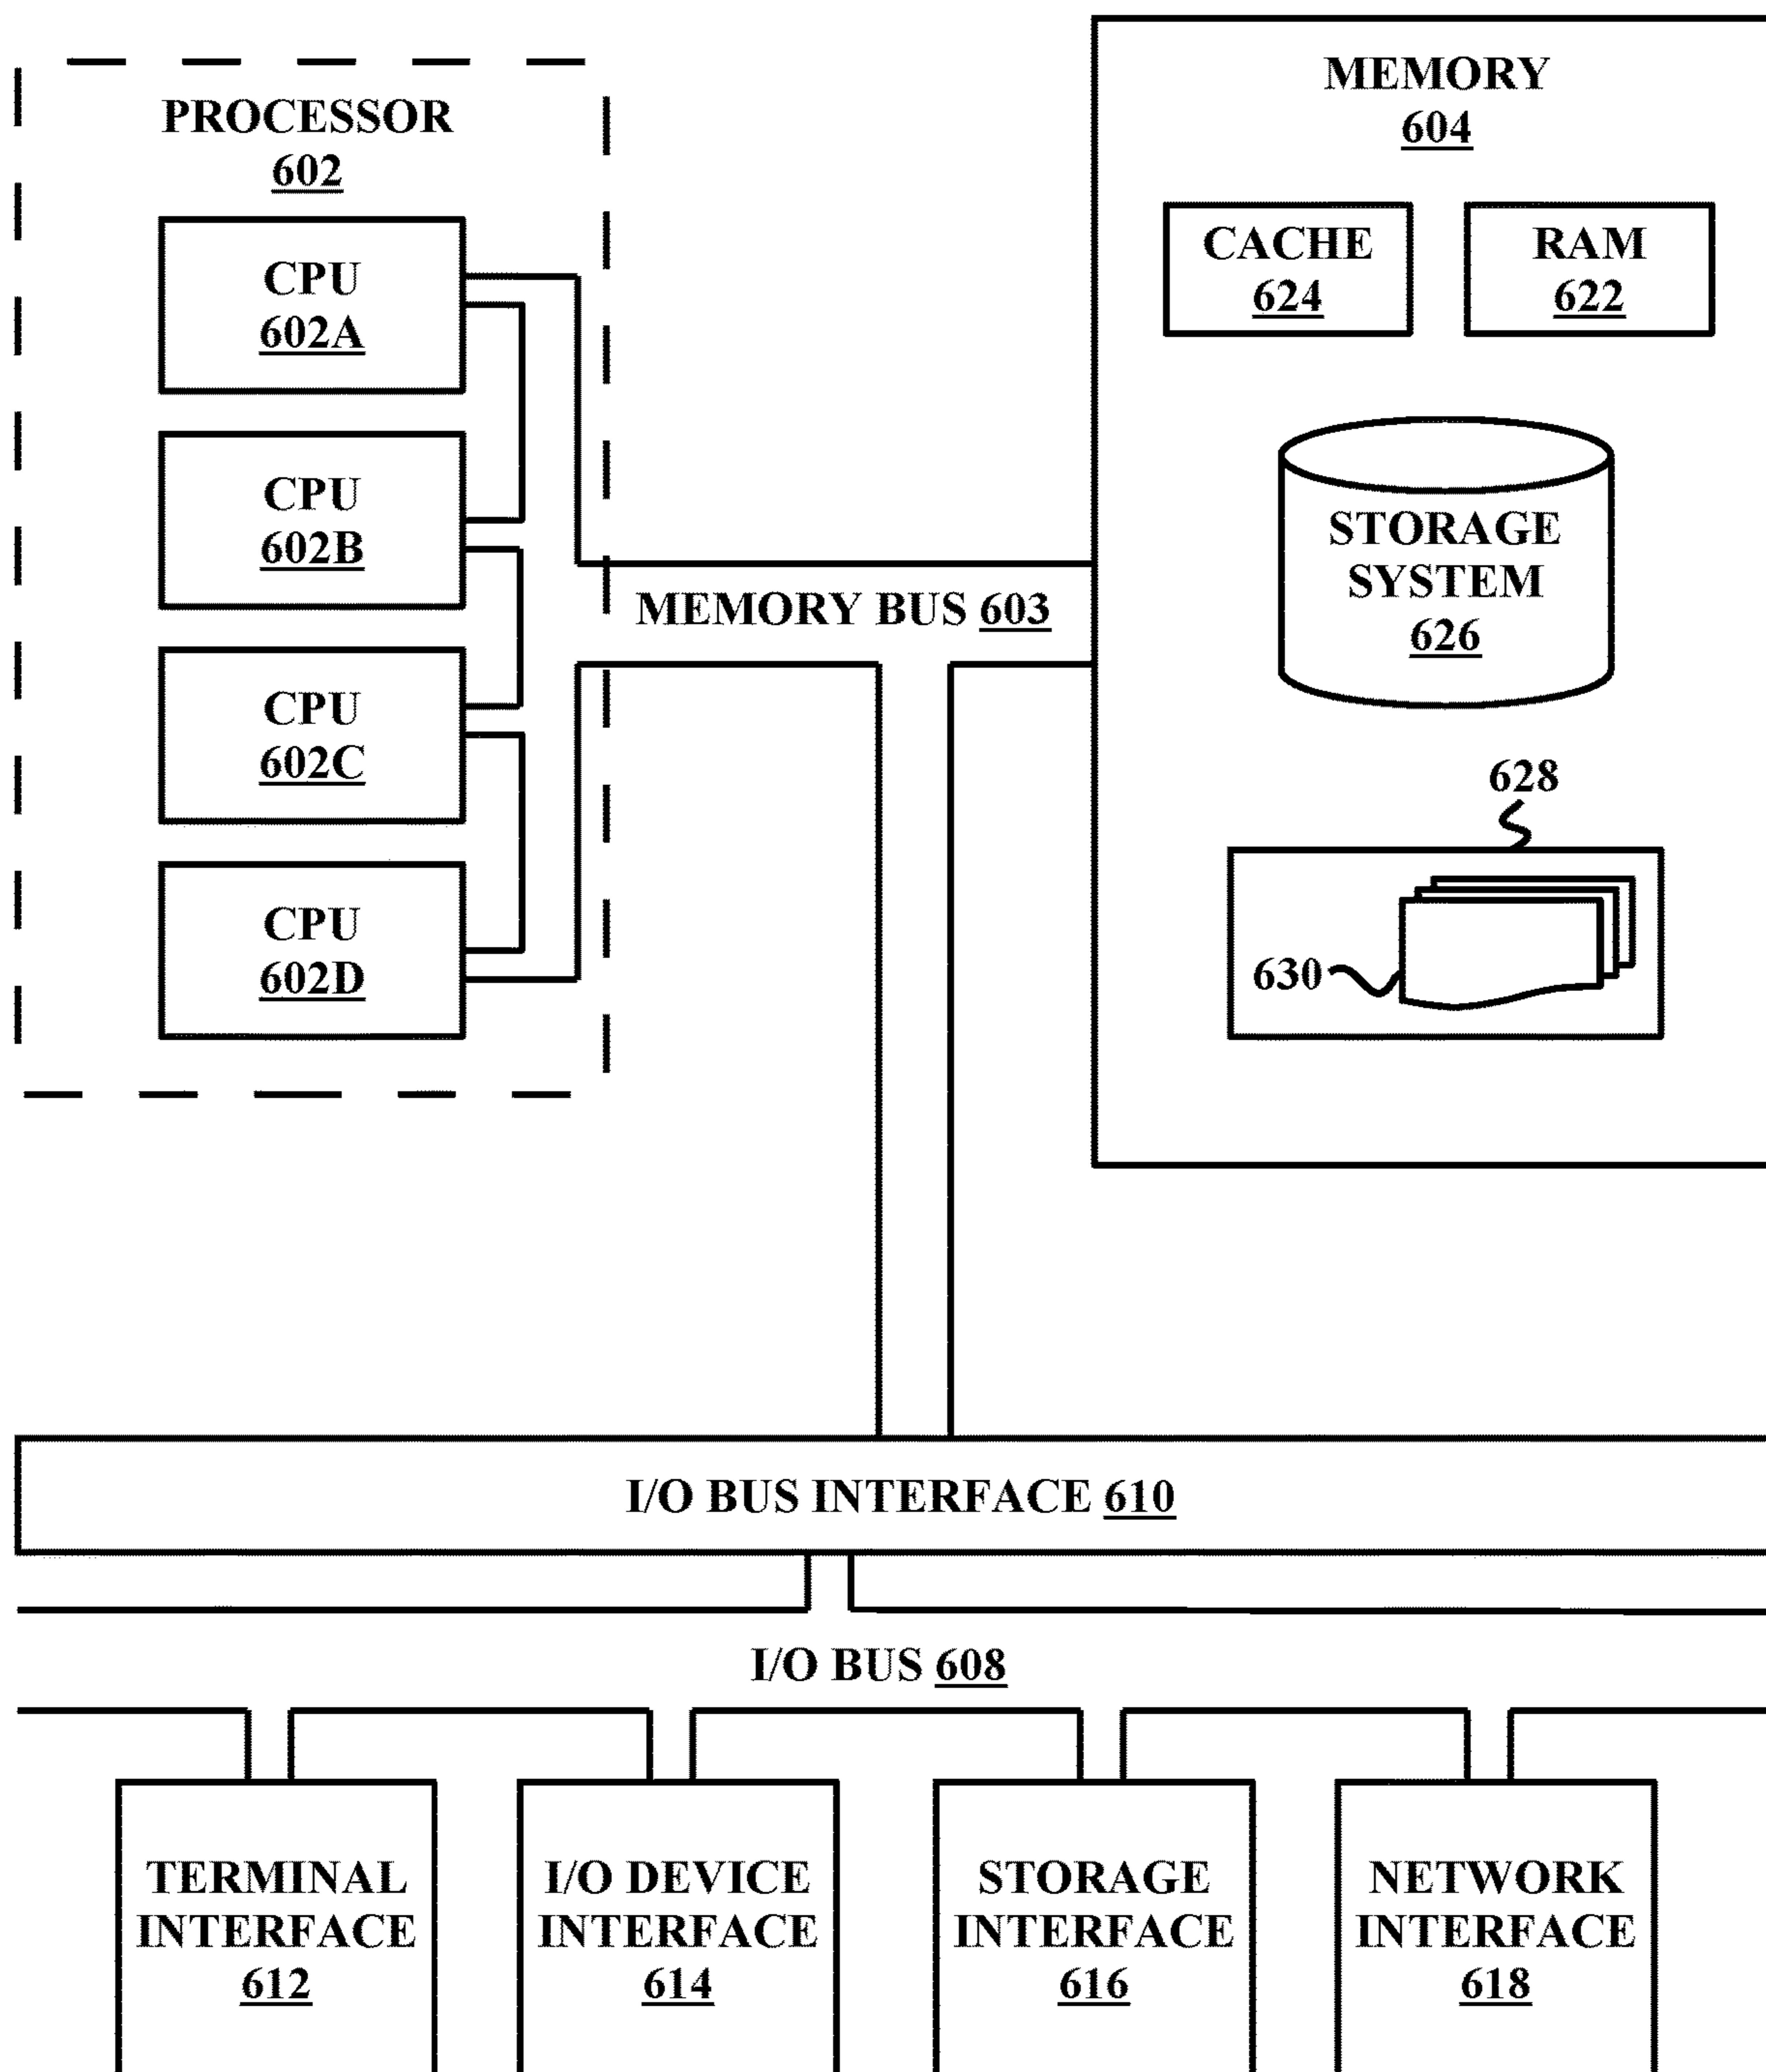 PROCESSOR
602
CPU
602A
CPU
602B
CPU
602C
CPU
602D
MEMORY BUS 603
MEMORY
604
CACHE
624
RAM
622
STORAGE
SYSTEM
626
628
630
I/O BUS INTERFACE 610
I/O BUS 608
TERMINAL
INTERFACE
612
I/O DEVICE
INTERFACE
614
STORAGE
INTERFACE
616
NETWORK
INTERFACE
618